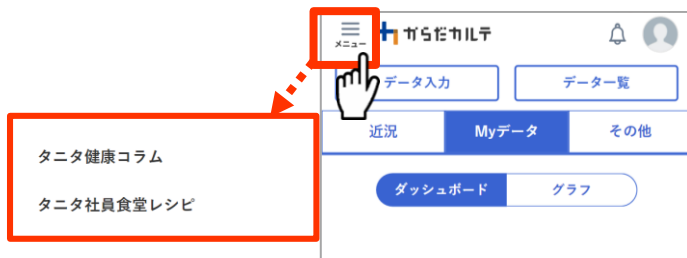 メニュー
からだカルテ
データ入力
データ一覧
近況
Myデータ
その他
ダッシュボード
グラフ
タニタ健康コラム
タニタ社員食堂レシピ